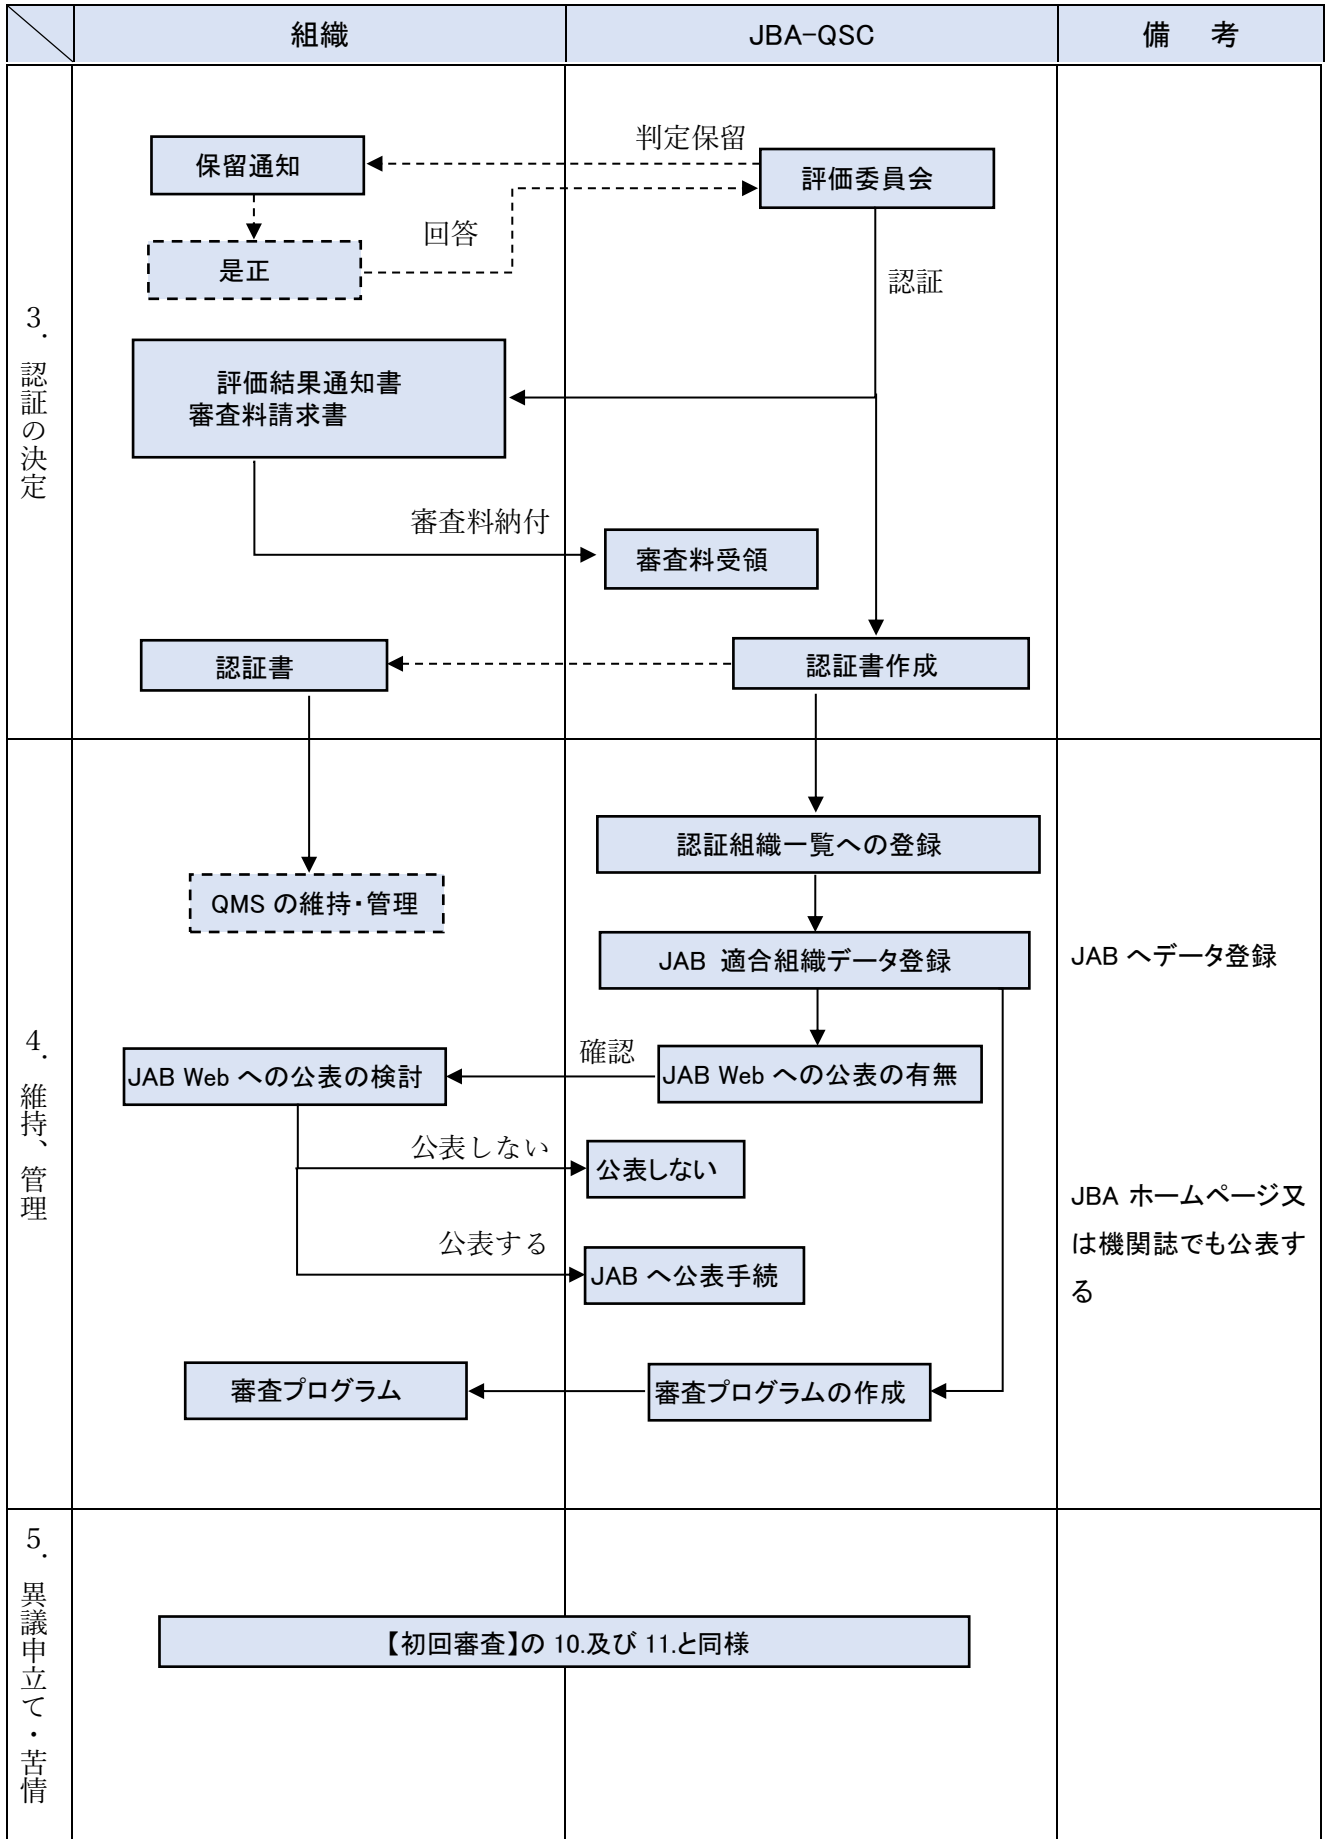 組織
JBA-QSC
備 考
3. 認証の決定
判定保留
保留通知
評価委員会
回答
是正
認証
評価結果通知書
審査料請求書
審査料納付
審査料受領
認証書
認証書作成
4. 維持、管理
認証組織一覧への登録
QMS の維持・管理
JAB 適合組織データ登録
JAB へデータ登録
確認
JAB Web への公表の検討
JAB Web への公表の有無
公表しない
公表しない
JBA ホームページ又
は機関誌でも公表す
る
公表する
JAB へ公表手続
審査プログラム
審査プログラムの作成
5. 異議申立て・苦情
【初回審査】の 10.及び 11.と同様